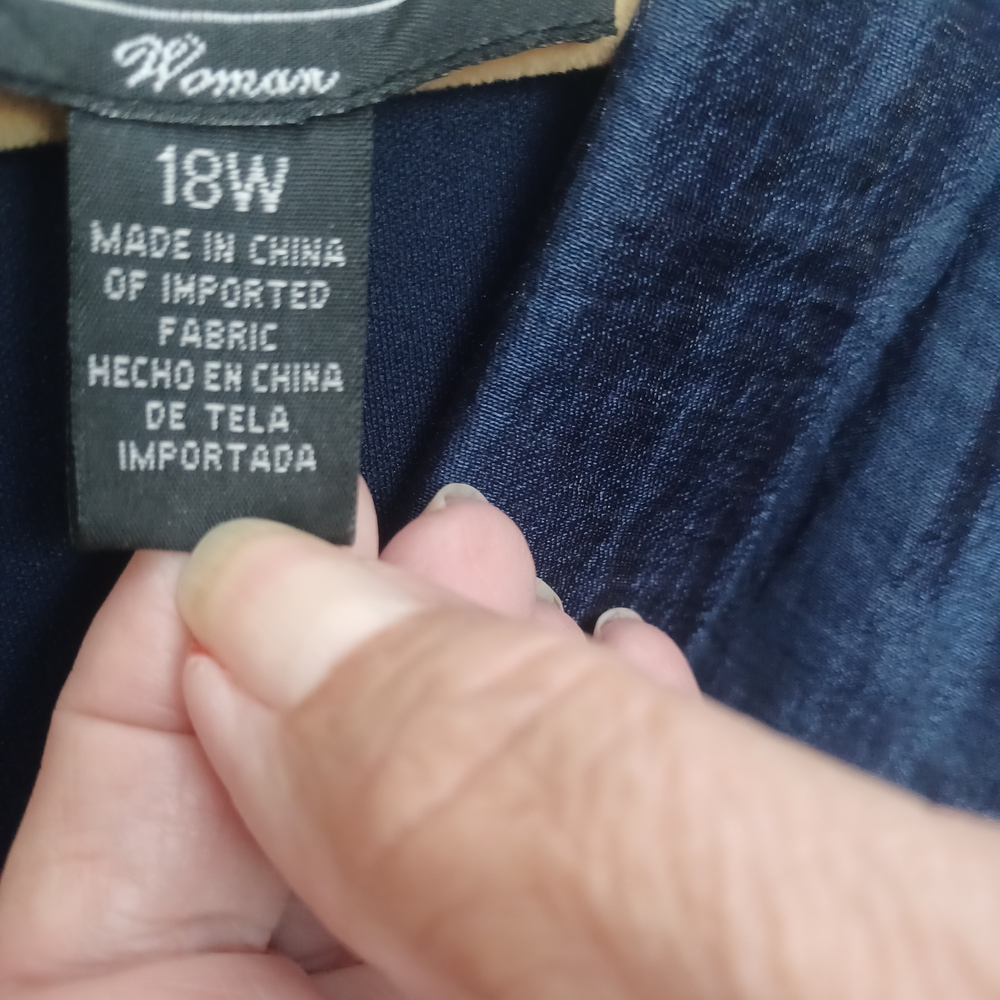 Woman
18W
MADE IN CHINA
OF IMPORTED
FABRIC
HECHO EN CHINA
DE TELA
IMPORTADA